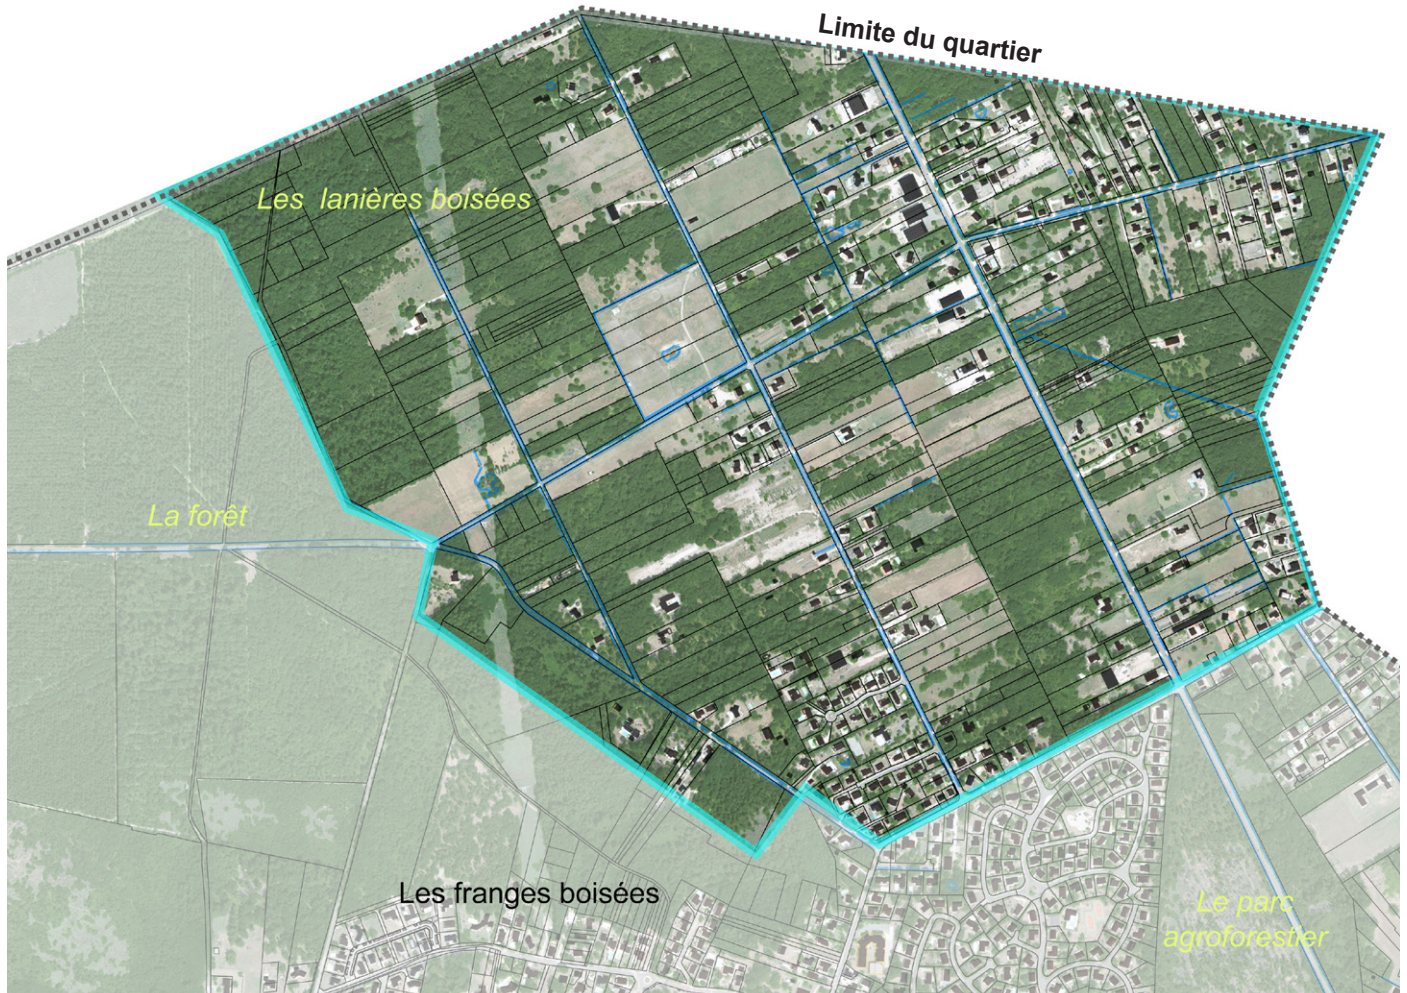 Limite du quartier
Les lanières boisées
La forêt
Les franges boisées
Le parc
agroforestier